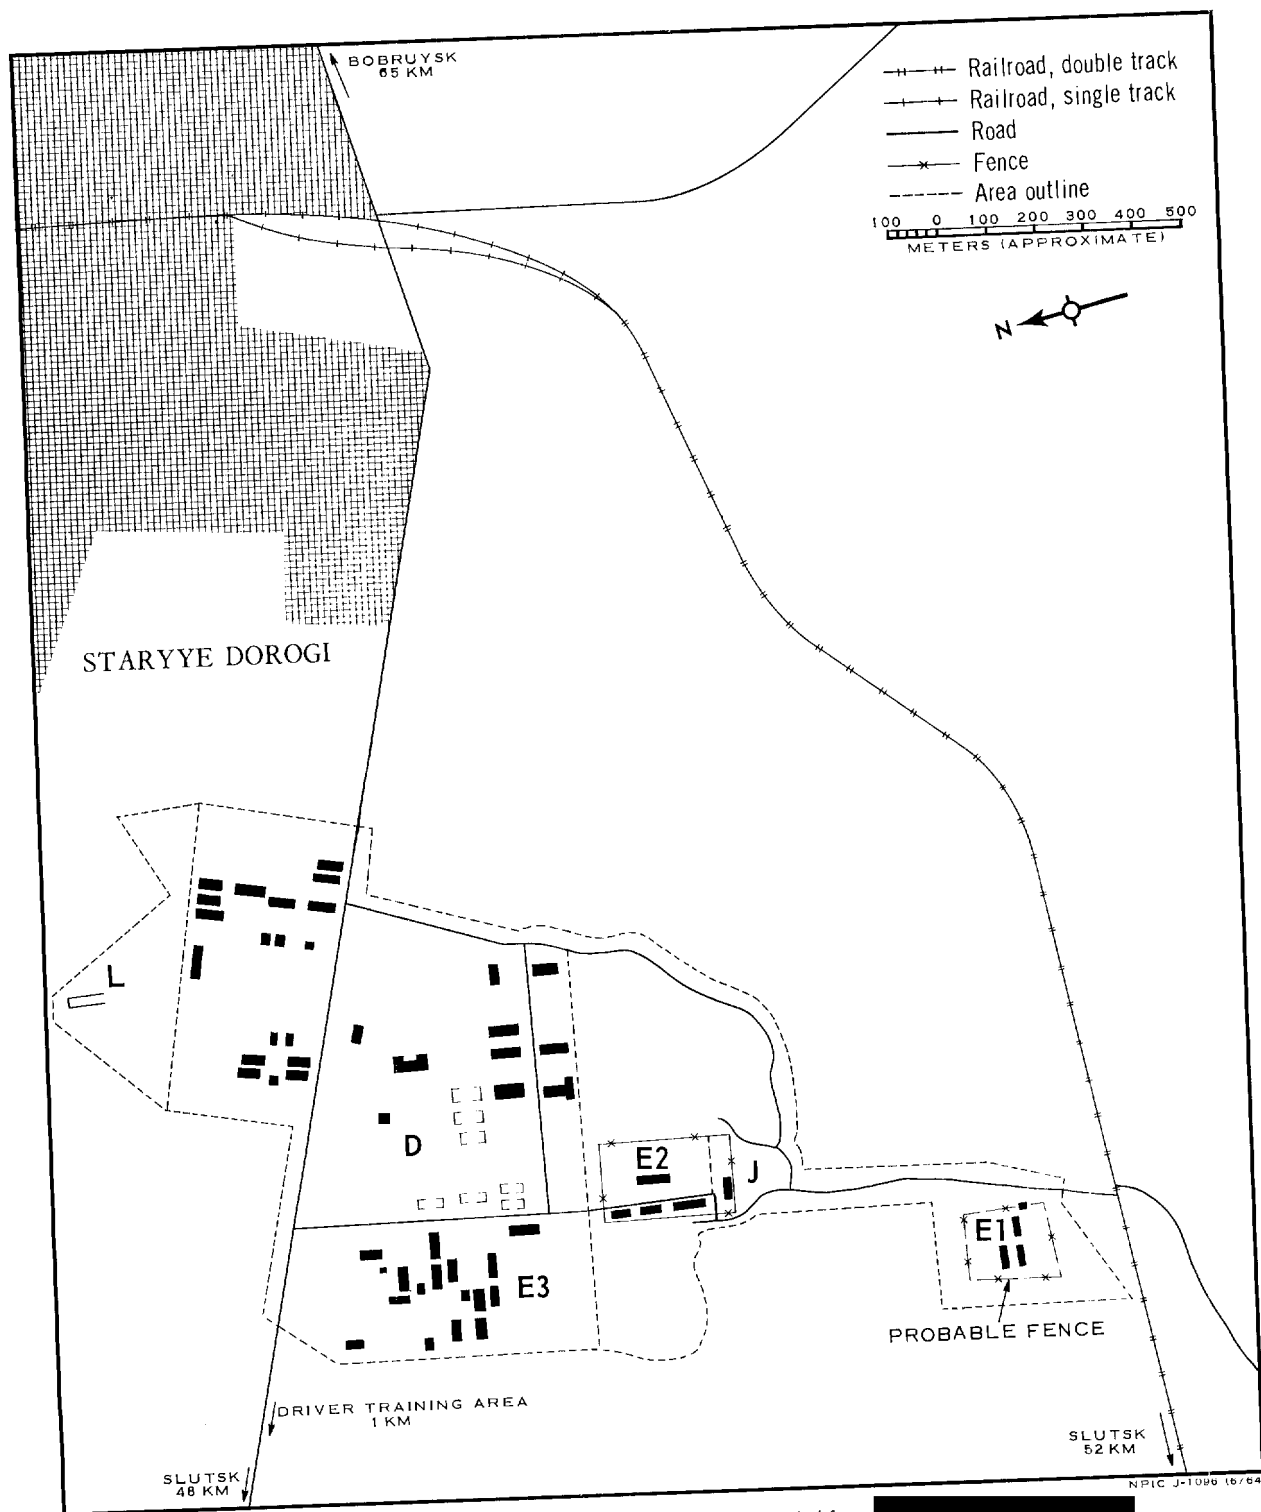 BOBRUYSK
65 KM
Railroad, double track
Railroad, single track
Road
Fence
Area outline
100 0 100 200 300 400 500
METERS (APPROXIMATE)
N
STARYYE DOROGI
L
D
E2
J
E1
E3
PROBABLE FENCE
DRIVER TRAINING AREA
1 KM
SLUTSK
52 KM
SLUTSK
48 KM
NPIC J-1096 (6/64